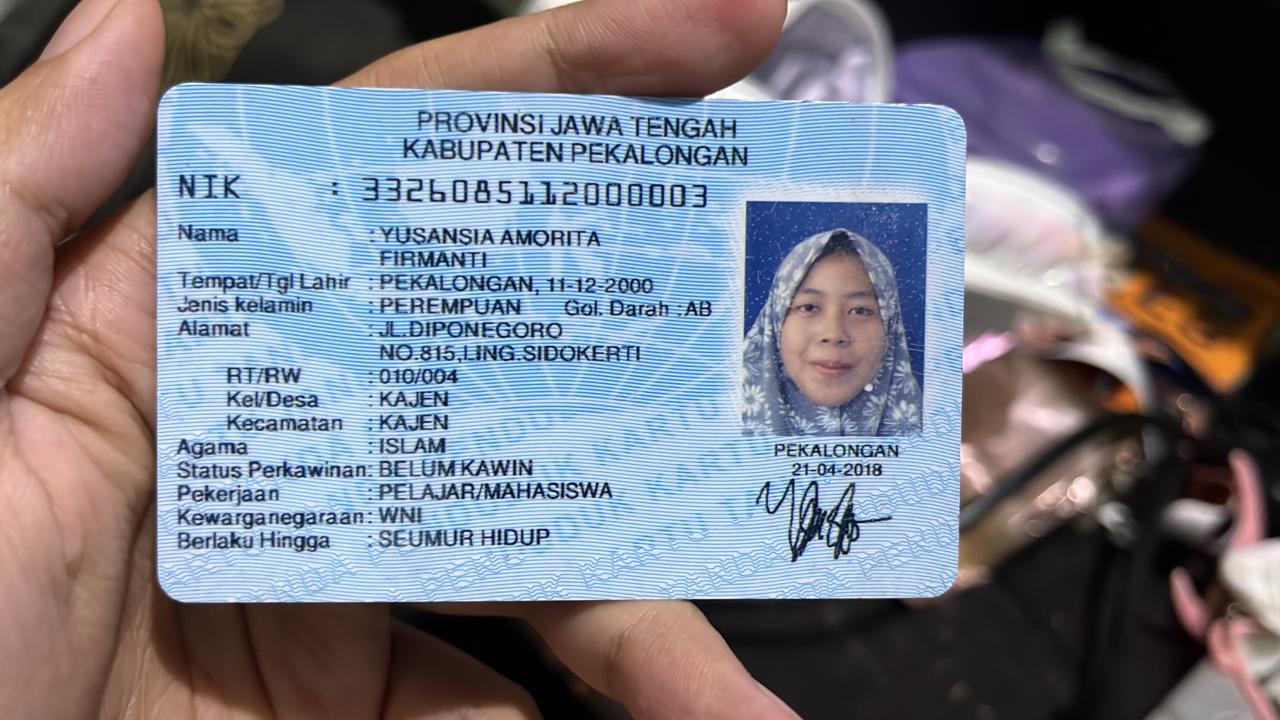 PROVINSI JAWA TENGAH
KABUPATEN PEKALONGAN
NIK : 3326085112000003
Nama : YUSANSIA AMORITA
FIRMANTI
Tempat/Tgl Lahir : PEKALONGAN, 11-12-2000
Jenis kelamin : PEREMPUAN Gol. Darah : AB
Alamat : JL.DIPONEGORO
NO.815,LING.SIDOKERTI
RT/RW : 010/004
Kel/Desa : KAJEN
Kecamatan : KAJEN
Agama : ISLAM
Status Perkawinan: BELUM KAWIN
Pekerjaan : PELAJAR/MAHASISWA
Kewarganegaraan: WNI
Berlaku Hingga : SEUMUR HIDUP
PEKALONGAN
21-04-2018